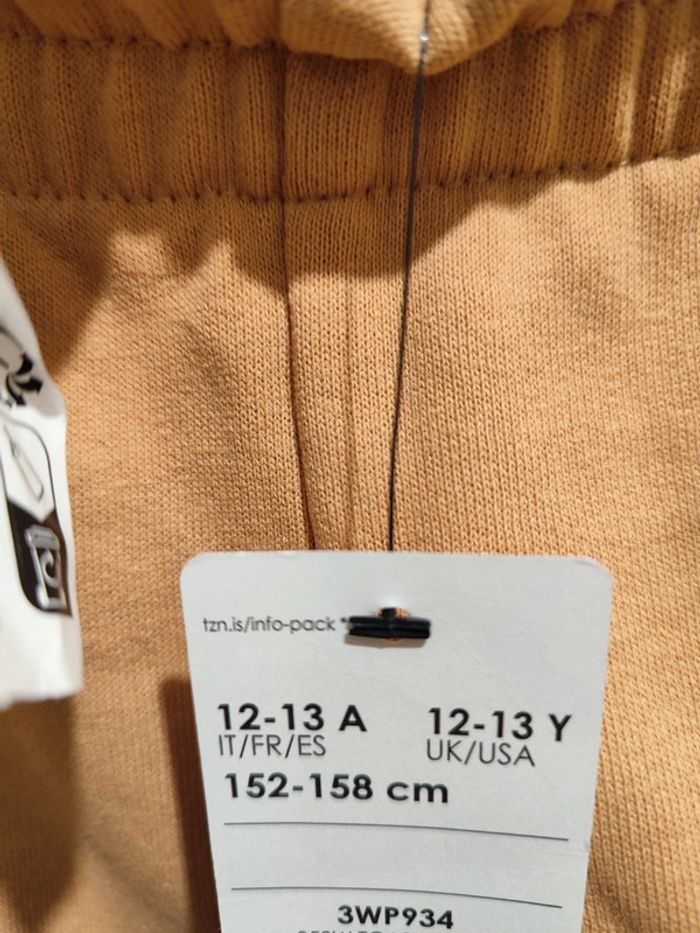 tzn.is/info-pack
12-13 A
IT/FR/ES
12-13 Y
UK/USA
152-158 cm
3WP934